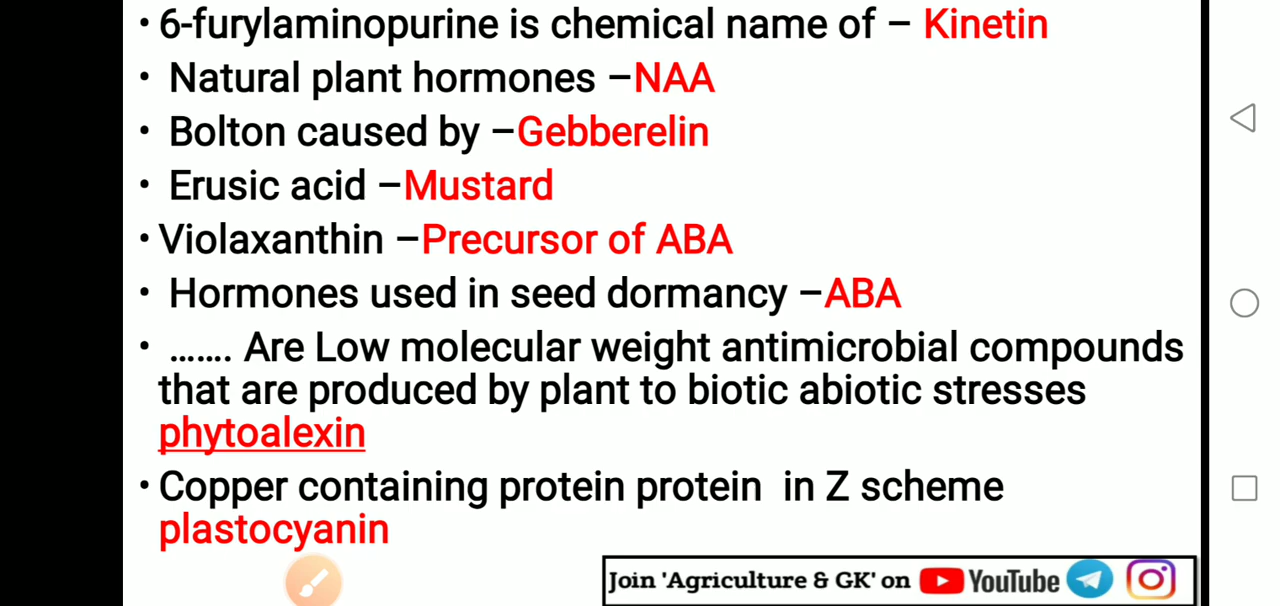 • 6-furylaminopurine is chemical name of – Kinetin
• Natural plant hormones –NAA
• Bolton caused by –Gebberelin
• Erusic acid –Mustard
• Violaxanthin –Precursor of ABA
• Hormones used in seed dormancy –ABA
• ....... Are Low molecular weight antimicrobial compounds
that are produced by plant to biotic abiotic stresses
phytoalexin
• Copper containing protein protein in Z scheme
plastocyanin
Join 'Agriculture & GK' on YouTube